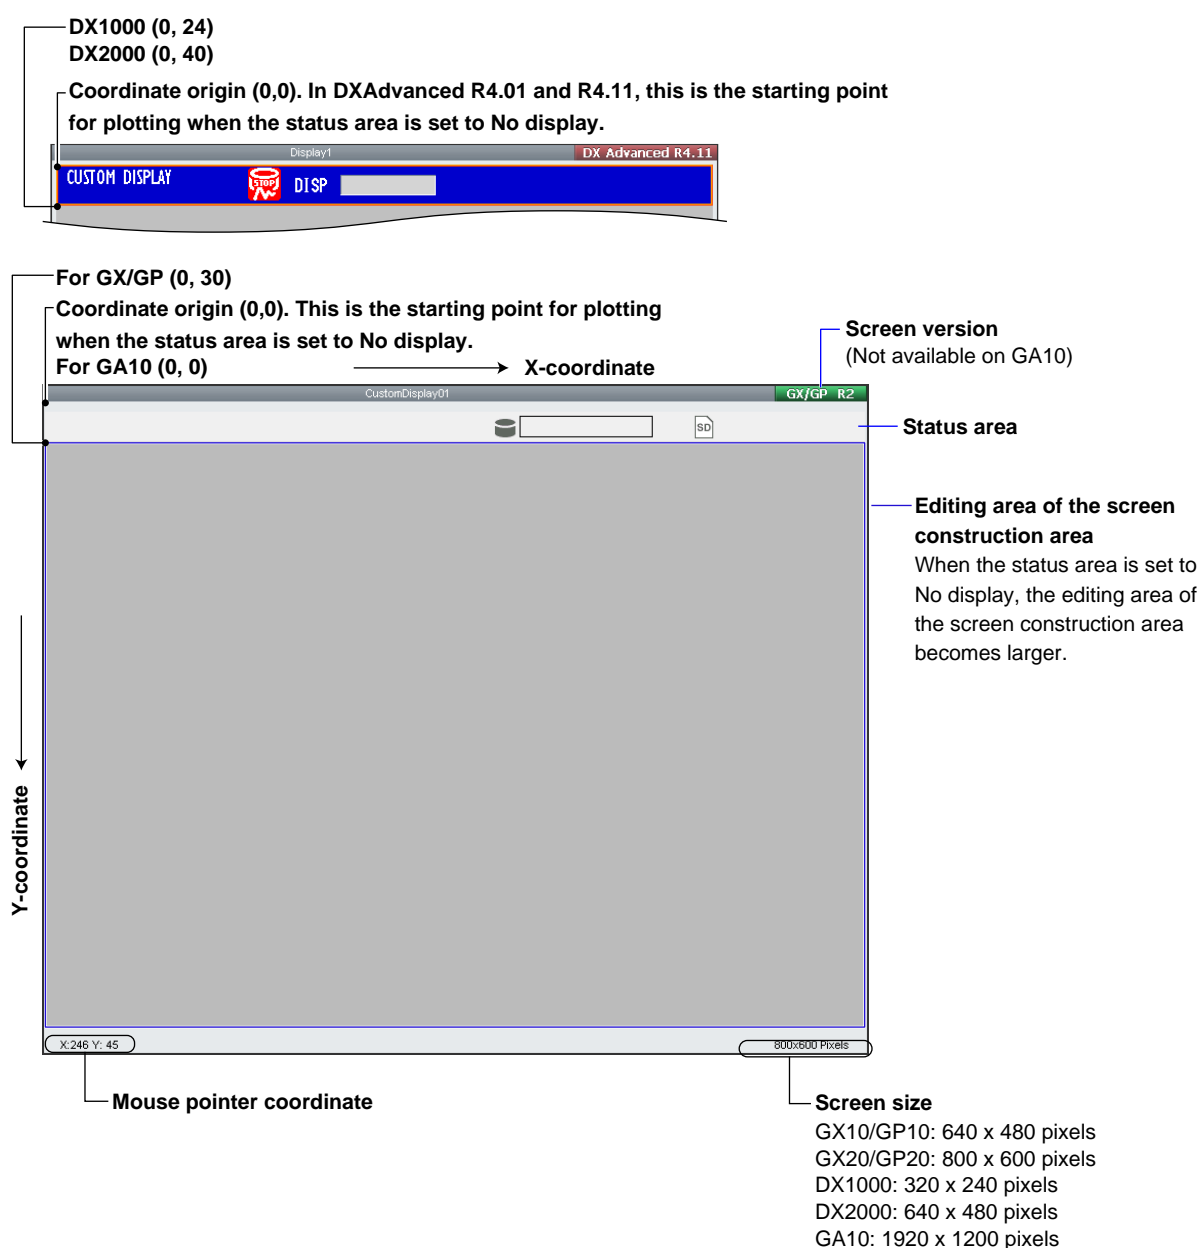 DX1000 (0, 24)
DX2000 (0, 40)
Coordinate origin (0,0). In DXAdvanced R4.01 and R4.11, this is the starting point
for plotting when the status area is set to No display.
Display1
DX Advanced R4.11
CUSTOM DISPLAY
STOP
DISP
For GX/GP (0, 30)
Coordinate origin (0,0). This is the starting point for plotting
when the status area is set to No display.
For GA10 (0, 0)
X-coordinate
Screen version
(Not available on GA10)
CustomDisplay01
GX/GP R2
SD
Status area
Editing area of the screen
construction area
When the status area is set to
No display, the editing area of
the screen construction area
becomes larger.
Y-coordinate
X:246 Y: 45
800x600 Pixels
Mouse pointer coordinate
Screen size
GX10/GP10: 640 x 480 pixels
GX20/GP20: 800 x 600 pixels
DX1000: 320 x 240 pixels
DX2000: 640 x 480 pixels
GA10: 1920 x 1200 pixels